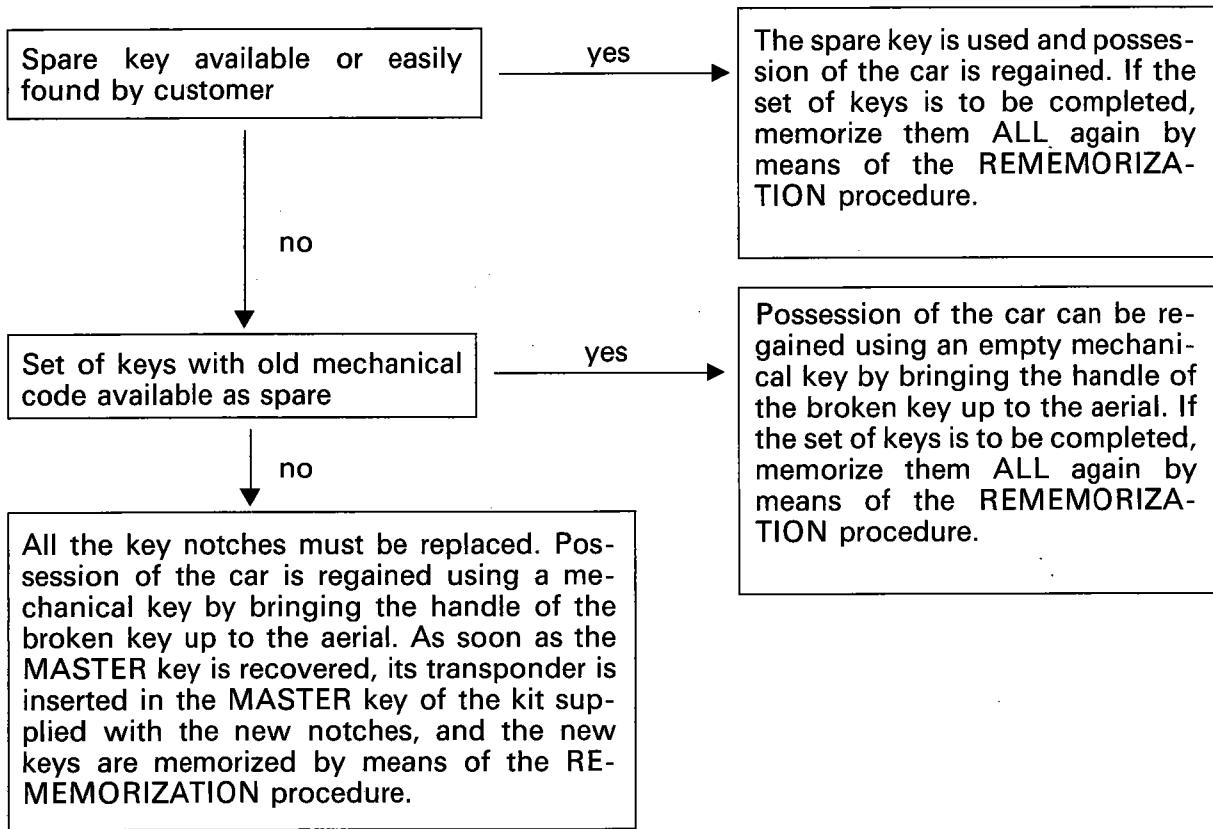 Spare key available or easily
found by customer
yes
The spare key is used and posses-
sion of the car is regained. If the
set of keys is to be completed,
memorize them ALL again by
means of the REMEMORIZA-
TION procedure.
no
Set of keys with old mechanical
code available as spare
yes
Possession of the car can be re-
gained using an empty mechani-
cal key by bringing the handle of
the broken key up to the aerial. If
the set of keys is to be completed,
memorize them ALL again by
means of the REMEMORIZA-
TION procedure.
no
All the key notches must be replaced. Pos-
session of the car is regained using a me-
chanical key by bringing the handle of the
broken key up to the aerial. As soon as the
MASTER key is recovered, its transponder is
inserted in the MASTER key of the kit sup-
plied with the new notches, and the new
keys are memorized by means of the RE-
MEMORIZATION procedure.